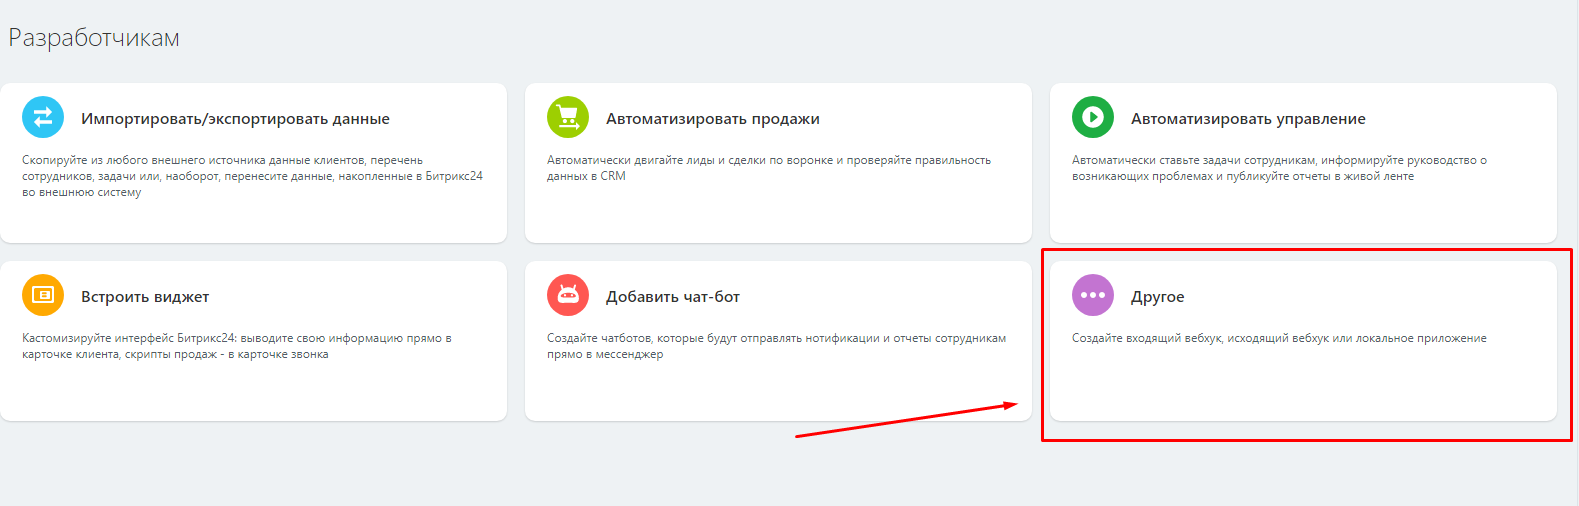 Разработчикам
Импортировать/экспортировать данные
Скопируйте из любого внешнего источника данные клиентов, перечень
сотрудников, задачи или, наоборот, перенесите данные, накопленные в Битрикс24
во внешнюю систему
Автоматизировать продажи
Автоматически двигайте лиды и сделки по воронке и проверяйте правильность
данных в CRM
Автоматизировать управление
Автоматически ставьте задачи сотрудникам, информируйте руководство о
возникающих проблемах и публикуйте отчеты в живой ленте
Встроить виджет
Кастомизируйте интерфейс Битрикс24: выводите свою информацию прямо в
карточке клиента, скрипты продаж - в карточке звонка
Добавить чат-бот
Создайте чатботов, которые будут отправлять нотификации и отчеты сотрудникам
прямо в мессенджер
Другое
Создайте входящий вебхук, исходящий вебхук или локальное приложение